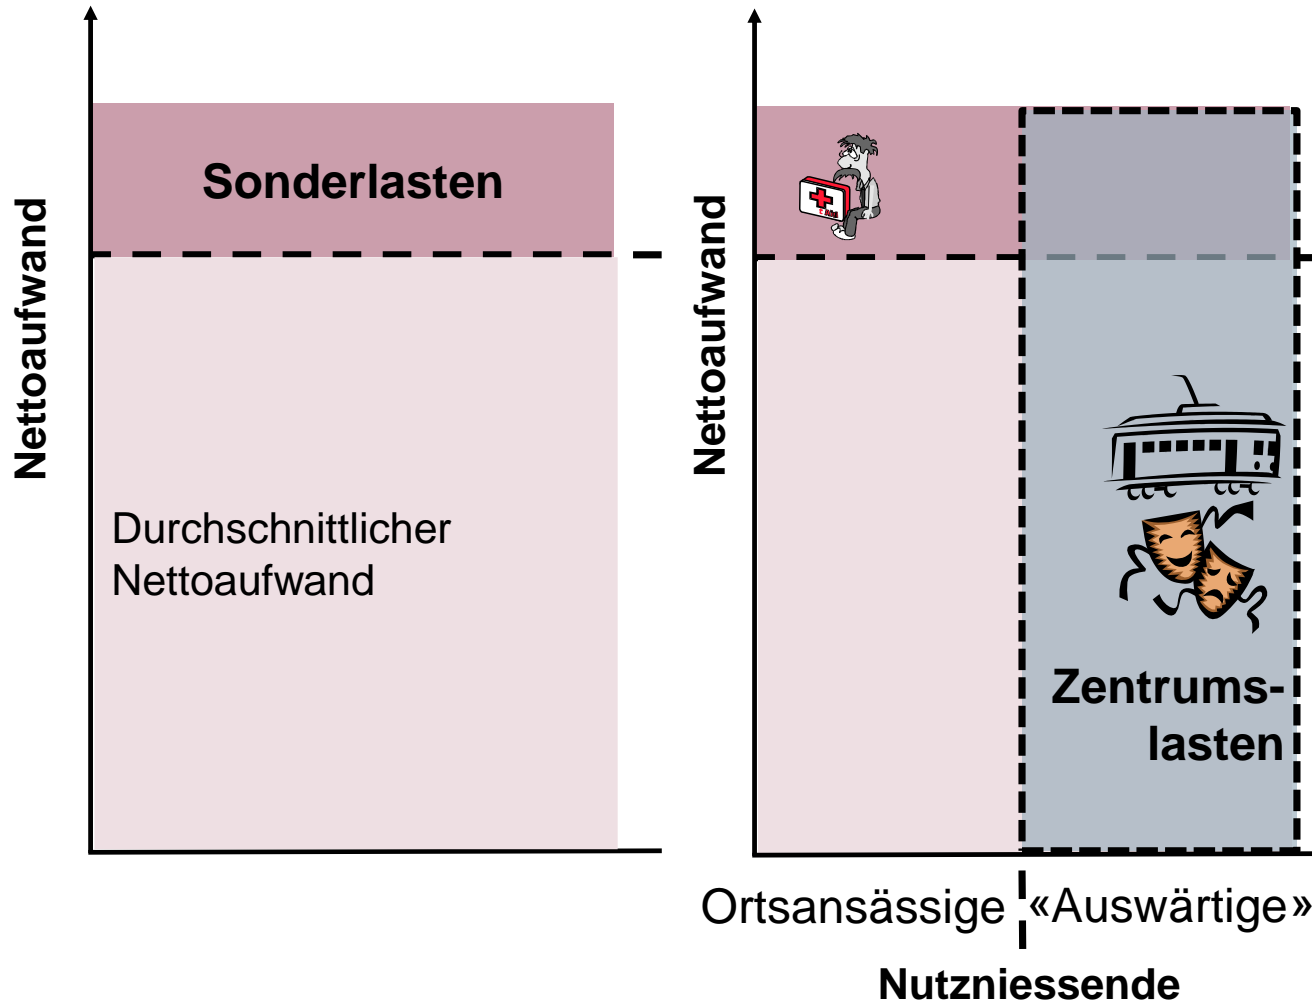 Nettoaufwand
Sonderlasten
Durchschnittlicher
Nettoaufwand
Nettoaufwand
Zentrums-
lasten
Ortsansässige
«Auswärtige»
Nutzniessende